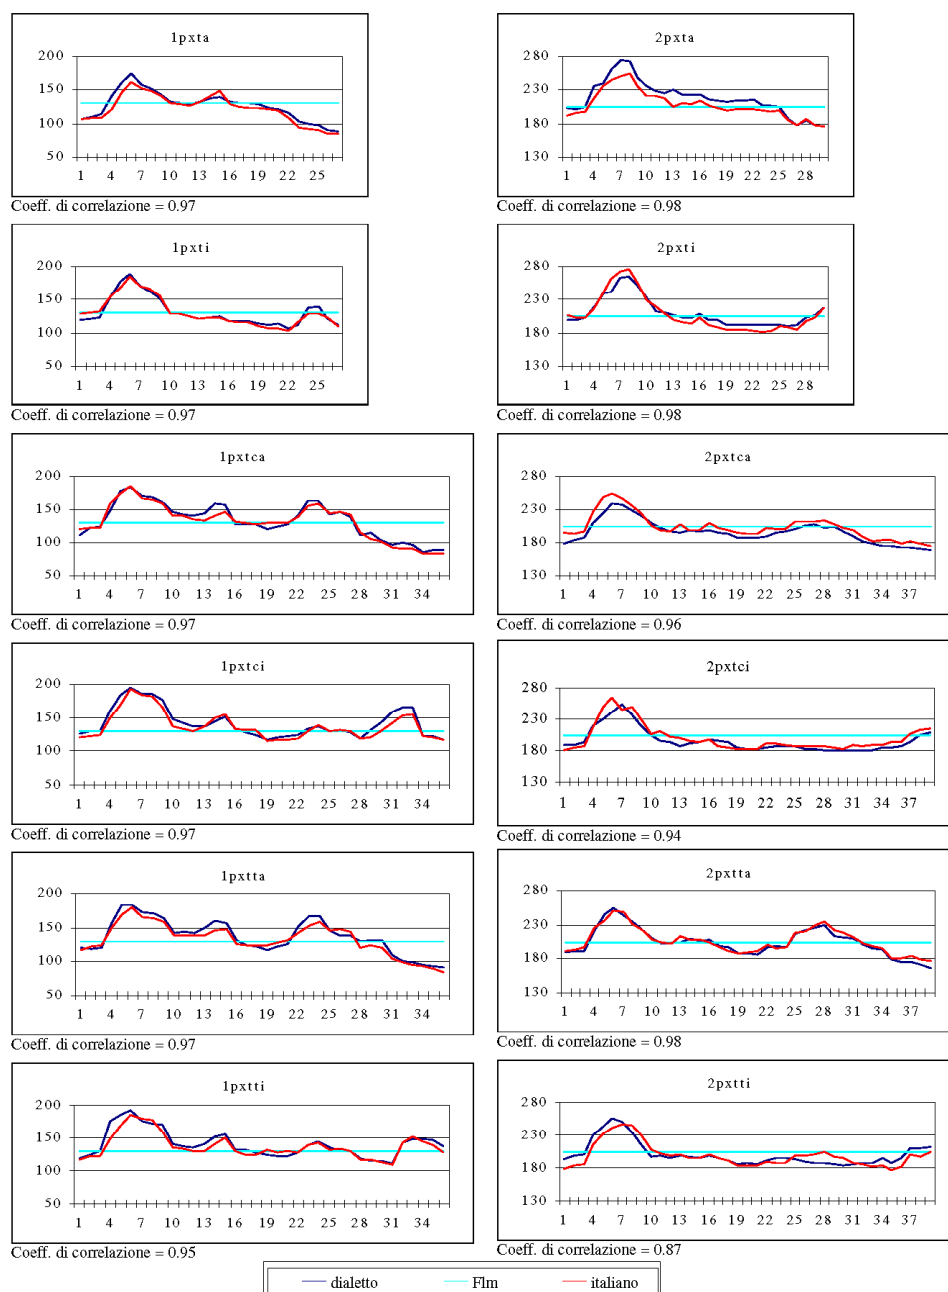 1pxta
200
150
100
50
1 4 7 10 13 16 19 22 25
Coeff. di correlazione = 0.97
2pxta
280
230
180
130
1 4 7 10 13 16 19 22 25 28
Coeff. di correlazione = 0.98
1pxti
200
150
100
50
1 4 7 10 13 16 19 22 25
Coeff. di correlazione = 0.97
2pxti
280
230
180
130
1 4 7 10 13 16 19 22 25 28
Coeff. di correlazione = 0.98
1pxtca
200
150
100
50
1 4 7 10 13 16 19 22 25 28 31 34
Coeff. di correlazione = 0.97
2pxtca
280
230
180
130
1 4 7 10 13 16 19 22 25 28 31 34 37
Coeff. di correlazione = 0.96
1pxtci
200
150
100
50
1 4 7 10 13 16 19 22 25 28 31 34
Coeff. di correlazione = 0.97
2pxtci
280
230
180
130
1 4 7 10 13 16 19 22 25 28 31 34 37
Coeff. di correlazione = 0.94
1pxtta
200
150
100
50
1 4 7 10 13 16 19 22 25 28 31 34
Coeff. di correlazione = 0.97
2pxtta
280
230
180
130
1 4 7 10 13 16 19 22 25 28 31 34 37
Coeff. di correlazione = 0.98
1pxtti
200
150
100
50
1 4 7 10 13 16 19 22 25 28 31 34
Coeff. di correlazione = 0.95
2pxtti
280
230
180
130
1 4 7 10 13 16 19 22 25 28 31 34 37
Coeff. di correlazione = 0.87
dialetto Flm italiano